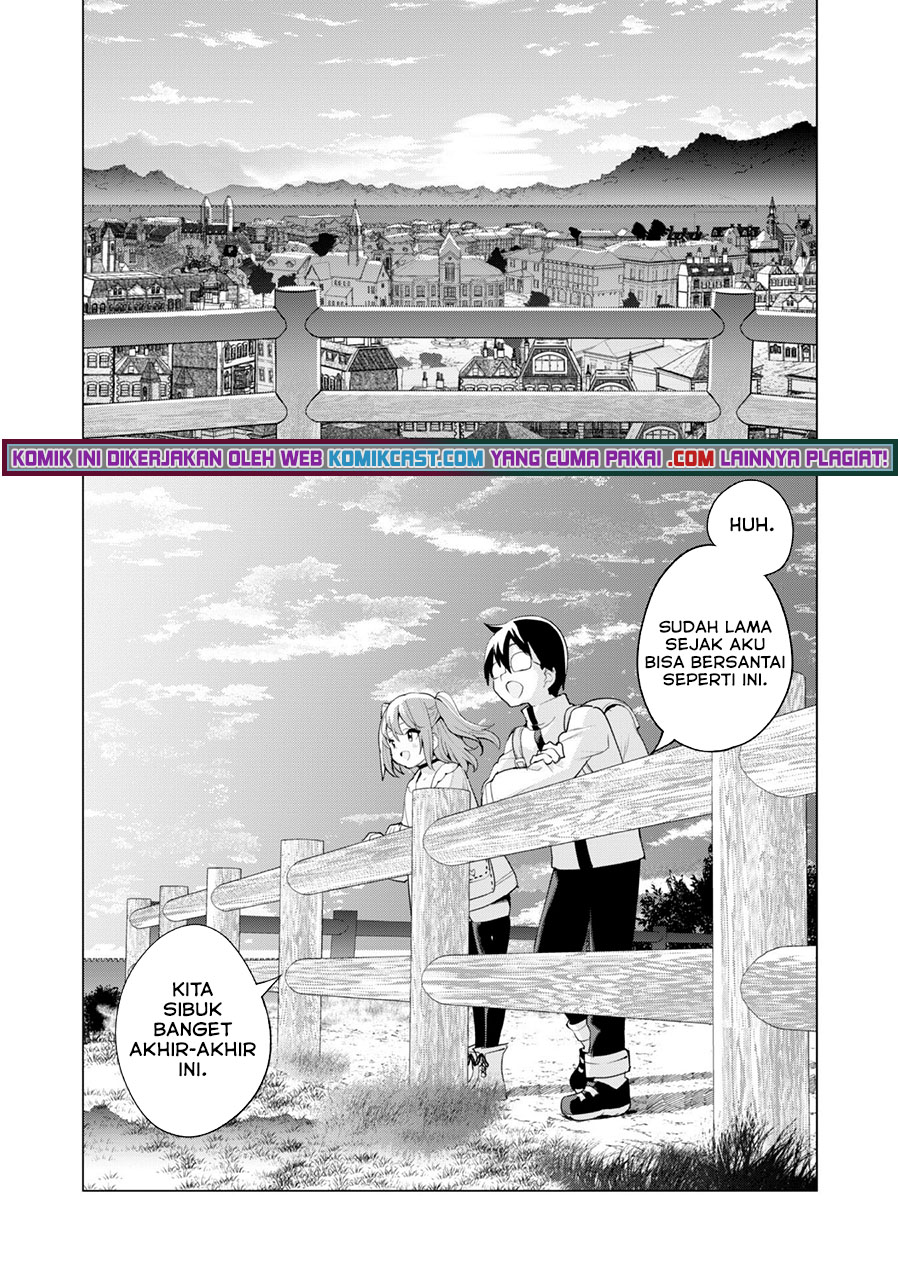 KOMIK INI DIKERJAKAN OLEH WEB KOMIKCAST.COM YANG CUMA PAKAI .COM LAINNYA PLAGIAT!
HUH.
SUDAH LAMA
SEJAK AKU
BISA BERSANTAI
SEPERTI INI.
KITA
SIBUK
BANGET
AKHIR-AKHIR
INI.